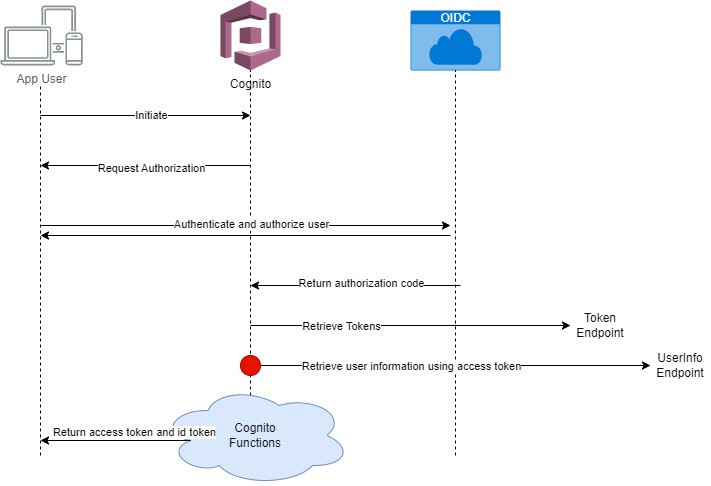 OIDC
App User
Cognito
Initiate
Request Authorization
Authenticate and authorize user
Return authorization code
Retrieve Tokens
Token
Endpoint
Retrieve user information using access token
UserInfo
Endpoint
Cognito
Functions
Return access token and id token